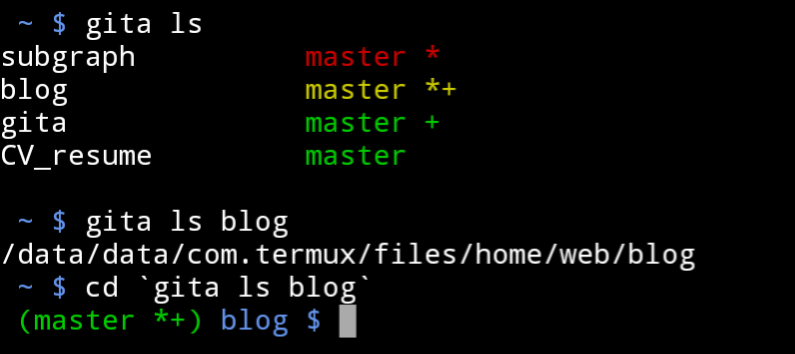 ~ $ gita ls
subgraph          master *
blog              master *+
gita              master +
CV_resume         master
~ $ gita ls blog
/data/data/com.termux/files/home/web/blog
~ $ cd `gita ls blog`
(master *+) blog $